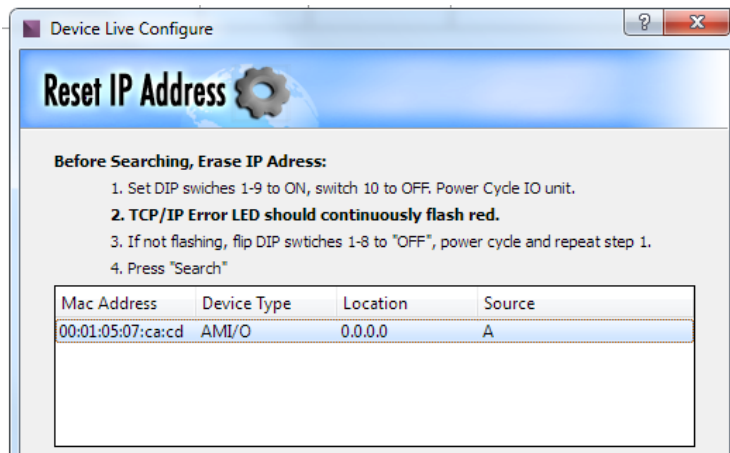 Device Live Configure
Reset IP Address
Before Searching, Erase IP Adress:
1. Set DIP swiches 1-9 to ON, switch 10 to OFF. Power Cycle IO unit.
2. TCP/IP Error LED should continuously flash red.
3. If not flashing, flip DIP swtiches 1-8 to "OFF", power cycle and repeat step 1.
4. Press "Search"
Mac Address Device Type Location Source
00:01:05:07:ca:cd AMI/O 0.0.0.0 A